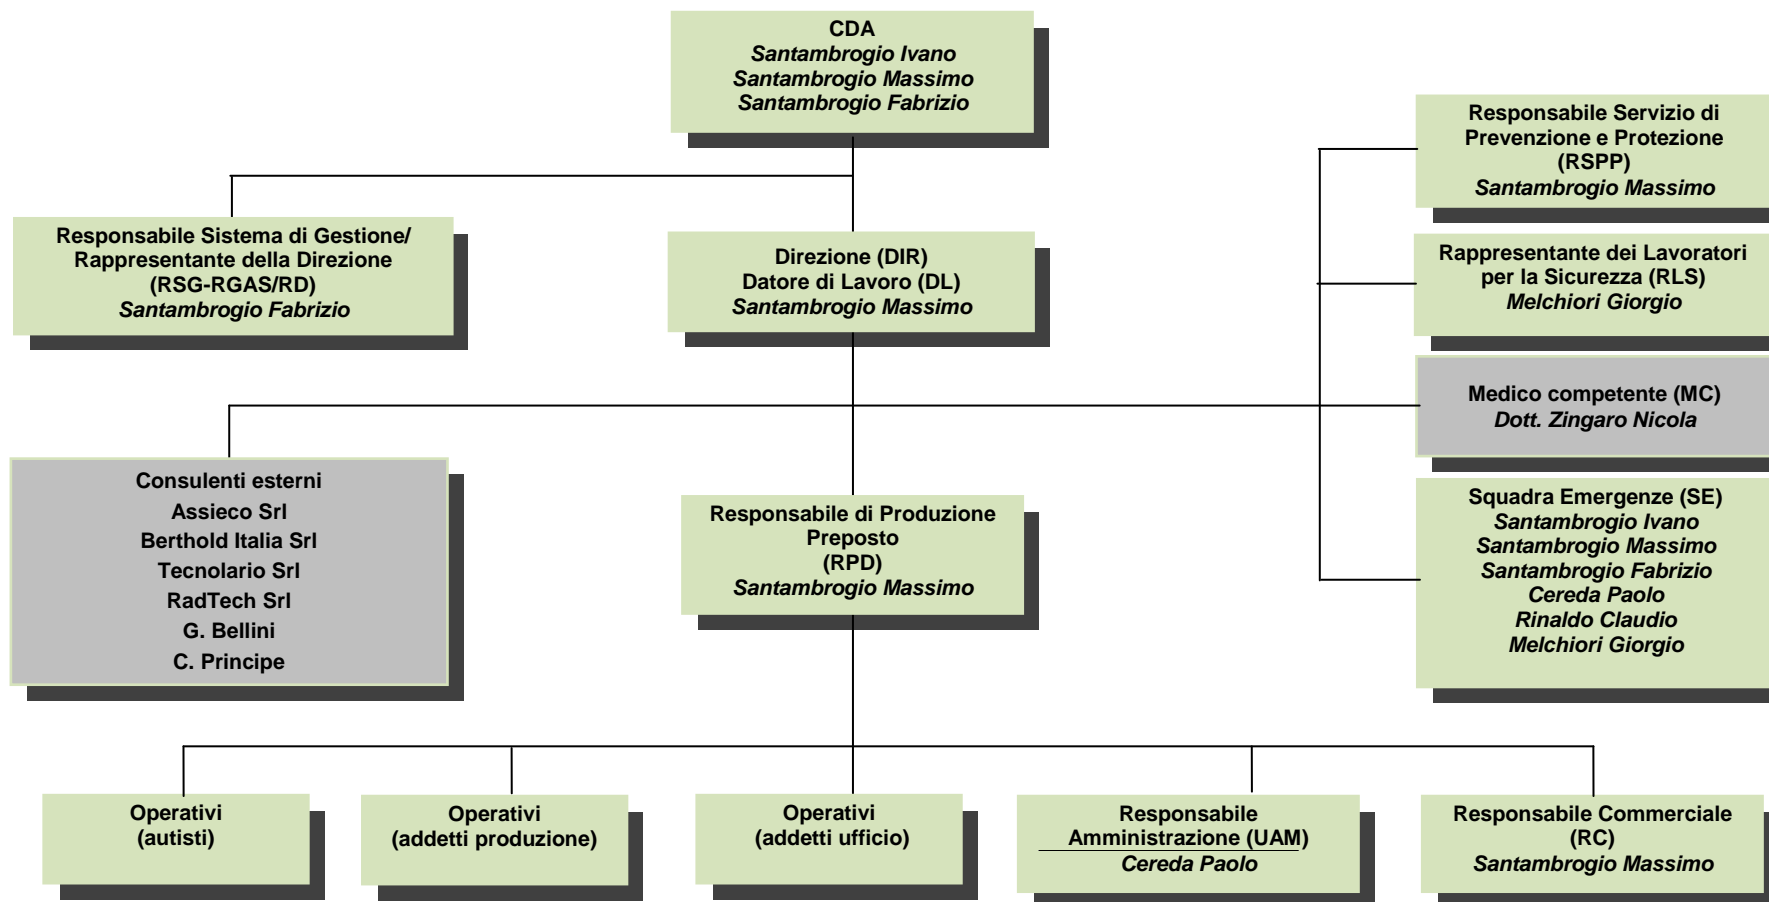 CDA
Santambrogio Ivano
Santambrogio Massimo
Santambrogio Fabrizio
Responsabile Servizio di
Prevenzione e Protezione
(RSPP)
Santambrogio Massimo
Responsabile Sistema di Gestione/
Rappresentante della Direzione
(RSG-RGAS/RD)
Santambrogio Fabrizio
Direzione (DIR)
Datore di Lavoro (DL)
Santambrogio Massimo
Rappresentante dei Lavoratori
per la Sicurezza (RLS)
Melchiori Giorgio
Medico competente (MC)
Dott. Zingaro Nicola
Consulenti esterni
Assieco Srl
Berthold Italia Srl
Tecnolario Srl
RadTech Srl
G. Bellini
C. Principe
Responsabile di Produzione
Preposto
(RPD)
Santambrogio Massimo
Squadra Emergenze (SE)
Santambrogio Ivano
Santambrogio Massimo
Santambrogio Fabrizio
Cereda Paolo
Rinaldo Claudio
Melchiori Giorgio
Operativi
(autisti)
Operativi
(addetti produzione)
Operativi
(addetti ufficio)
Responsabile
Amministrazione (UAM)
Cereda Paolo
Responsabile Commerciale
(RC)
Santambrogio Massimo